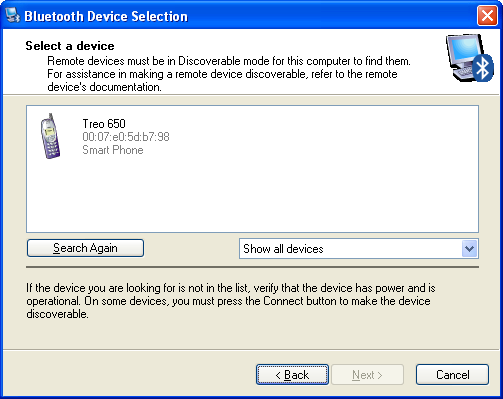 Bluetooth Device Selection
Select a device
Remote devices must be in Discoverable mode for this computer to find them.
For assistance in making a remote device discoverable, refer to the remote
device's documentation.
Treo 650
00:07:e0:5d:b7:98
Smart Phone
Search Again
Show all devices
If the device you are looking for is not in the list, verify that the device has power and is
operational. On some devices, you must press the Connect button to make the device
discoverable.
< Back
Next >
Cancel